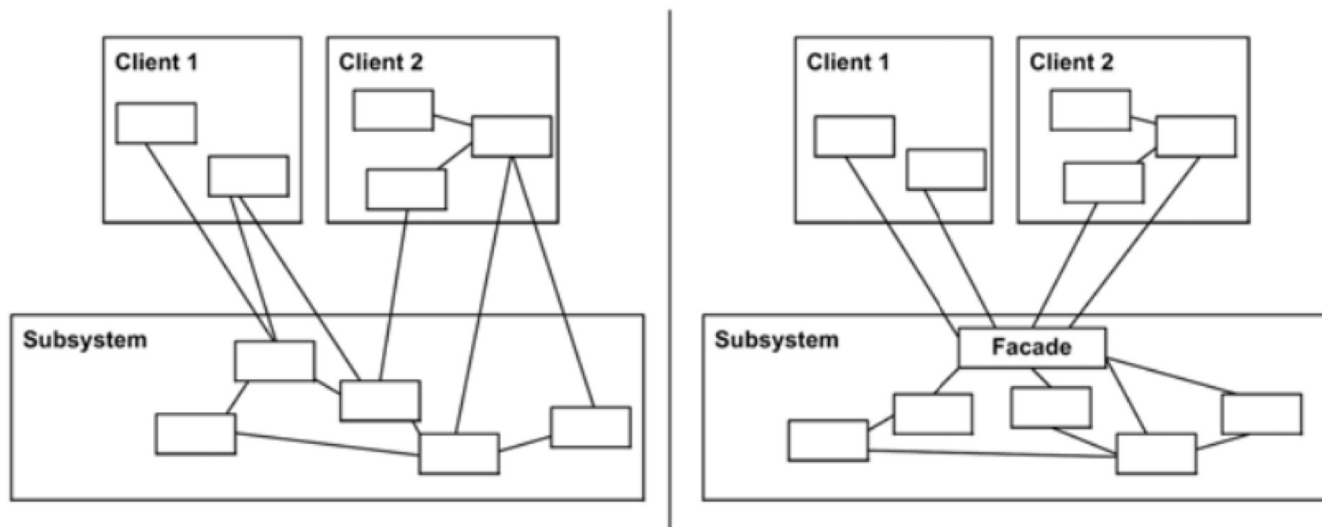 Client 1
Client 2
Subsystem
Client 1
Client 2
Subsystem
Facade